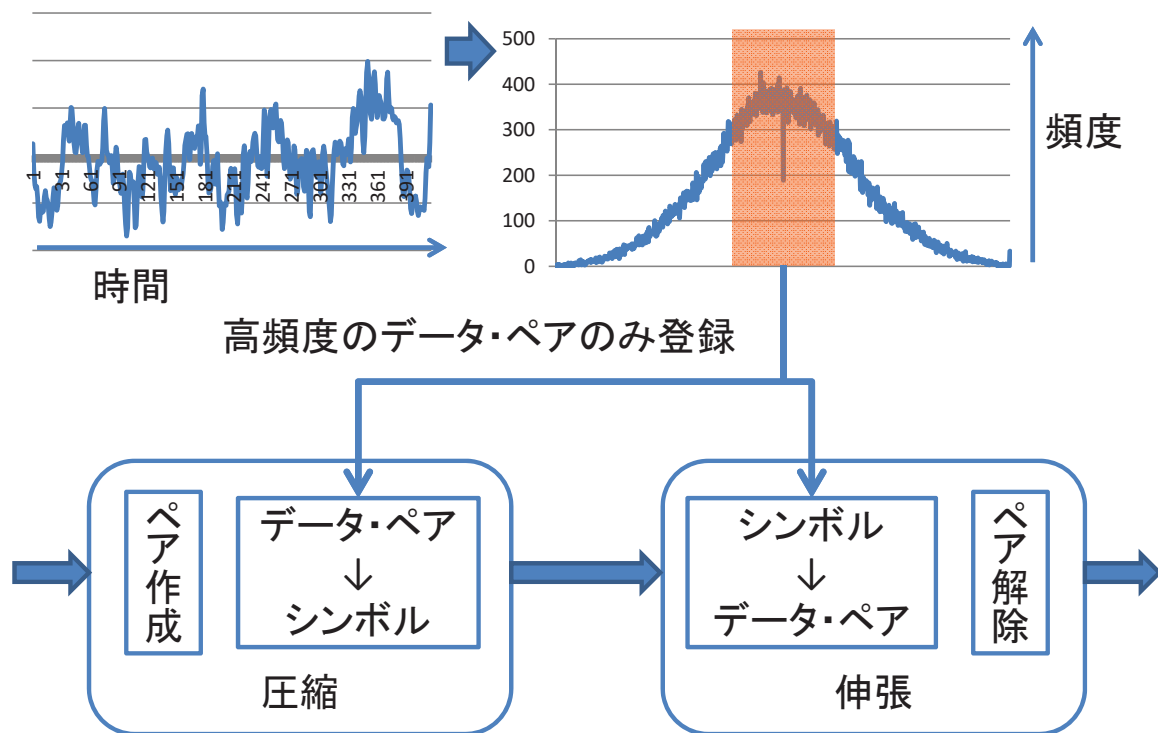 1 31 61 91 121 151 181 211 241 271 301 331 361 391
時間
500
400
300
200
100
0
頻度
高頻度のデータ・ペアのみ登録
ペア作成
データ・ペア
↓
シンボル
圧縮
シンボル
↓
データ・ペア
ペア解除
伸張